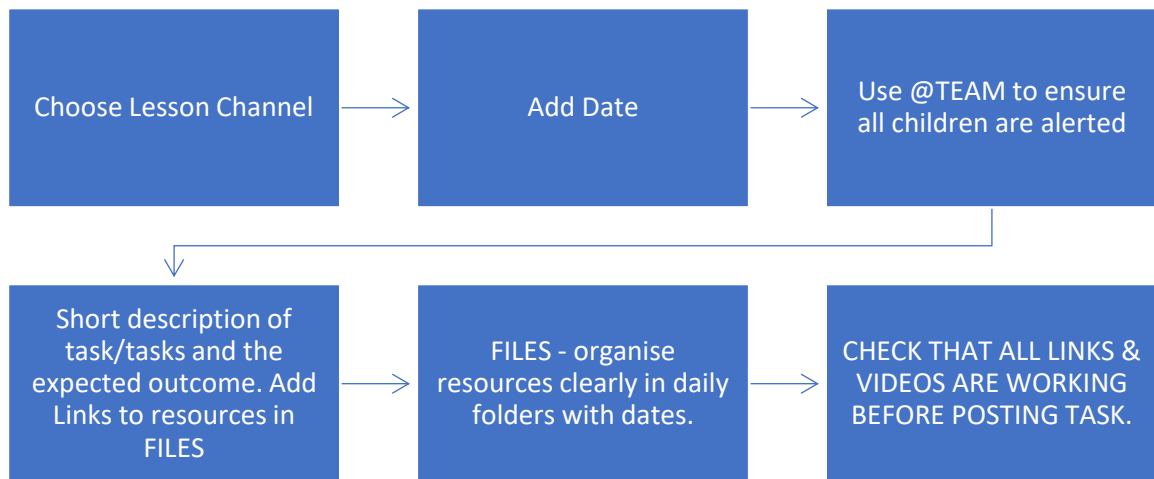 Choose Lesson Channel
Add Date
Use @TEAM to ensure
all children are alerted
Short description of
task/tasks and the
expected outcome. Add
Links to resources in
FILES
FILES - organise
resources clearly in daily
folders with dates.
CHECK THAT ALL LINKS &
VIDEOS ARE WORKING
BEFORE POSTING TASK.